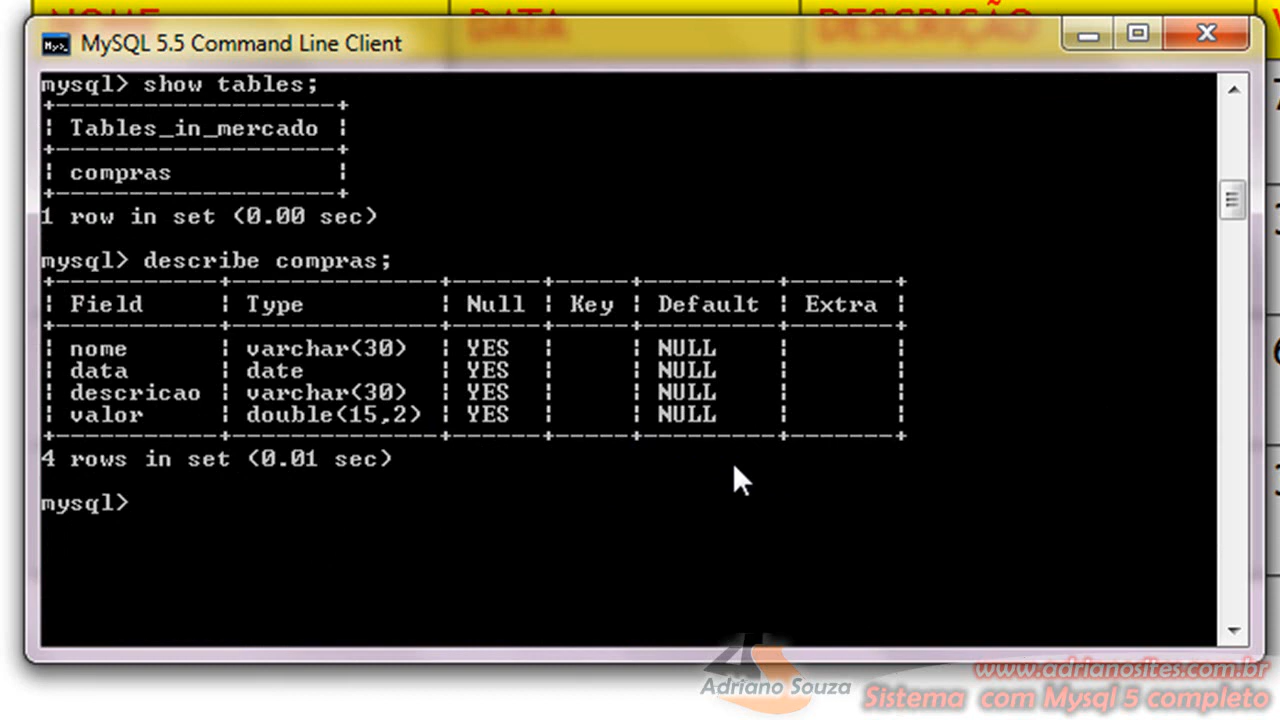 NOME DATA DESCRIÇÃO
MySQL 5.5 Command Line Client
mysql> show tables;
+-------------------+
| Tables_in_mercado |
+-------------------+
| compras           |
+-------------------+
1 row in set (0.00 sec)
mysql> describe compras;
+-----------+--------------+------+-----+---------+-------+
| Field     | Type         | Null | Key | Default | Extra |
+-----------+--------------+------+-----+---------+-------+
| nome      | varchar(30)  | YES  |     | NULL    |       |
| data      | date         | YES  |     | NULL    |       |
| descricao | varchar(30)  | YES  |     | NULL    |       |
| valor     | double(15,2) | YES  |     | NULL    |       |
+-----------+--------------+------+-----+---------+-------+
4 rows in set (0.01 sec)
mysql>
www.adrianosites.com.br
Adriano Souza
Sistema com Mysql 5 completo